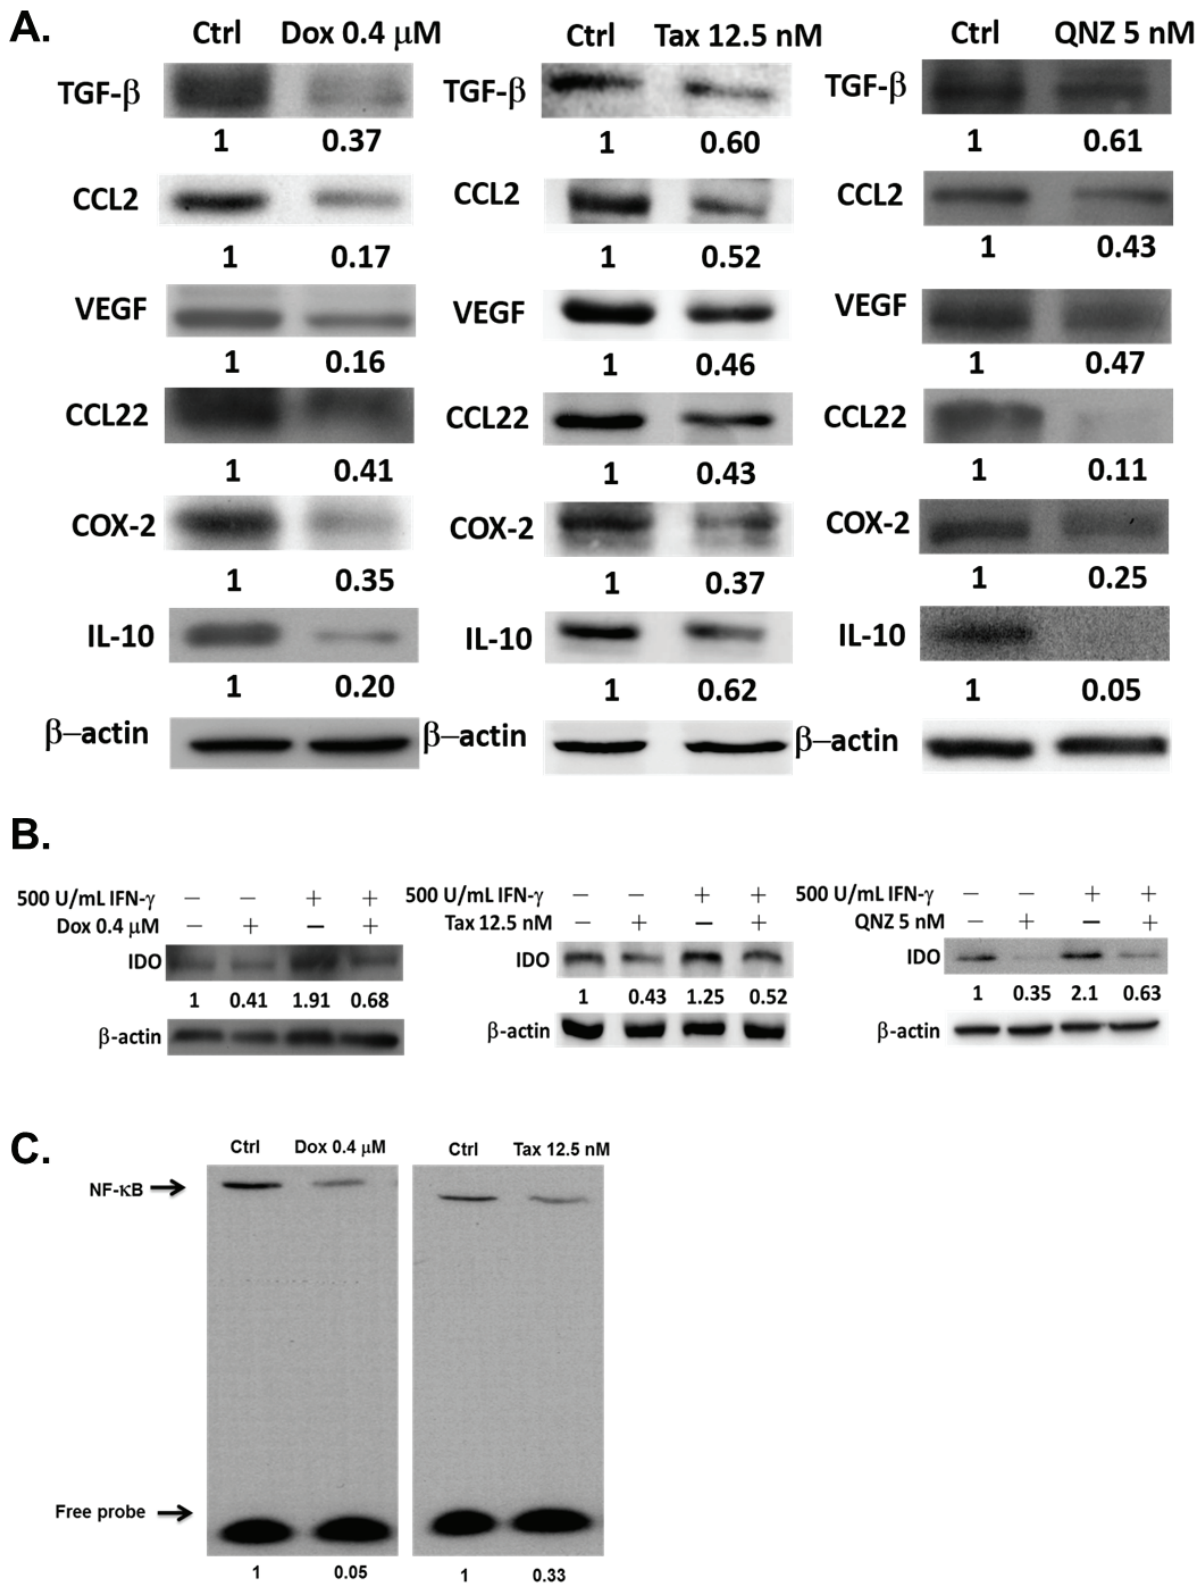 A.
Ctrl Dox 0.4 μM Ctrl Tax 12.5 nM Ctrl QNZ 5 nM
TGF-β TGF-β TGF-β
1 0.37 1 0.60 1 0.61
CCL2 CCL2 CCL2
1 0.17 1 0.52 1 0.43
VEGF VEGF VEGF
1 0.16 1 0.46 1 0.47
CCL22 CCL22 CCL22
1 0.41 1 0.43 1 0.11
COX-2 COX-2 COX-2
1 0.35 1 0.37 1 0.25
IL-10 IL-10 IL-10
1 0.20 1 0.62 1 0.05
β–actin β–actin β–actin
B.
500 U/mL IFN-γ − − + + 500 U/mL IFN-γ − − + + 500 U/mL IFN-γ − − + +
Dox 0.4 μM − + − + Tax 12.5 nM − + − + QNZ 5 nM − + − +
IDO IDO IDO
1 0.41 1.91 0.68 1 0.43 1.25 0.52 1 0.35 2.1 0.63
β-actin β-actin β-actin
C.
Ctrl Dox 0.4 μM Ctrl Tax 12.5 nM
NF-κB →
Free probe →
1 0.05 1 0.33